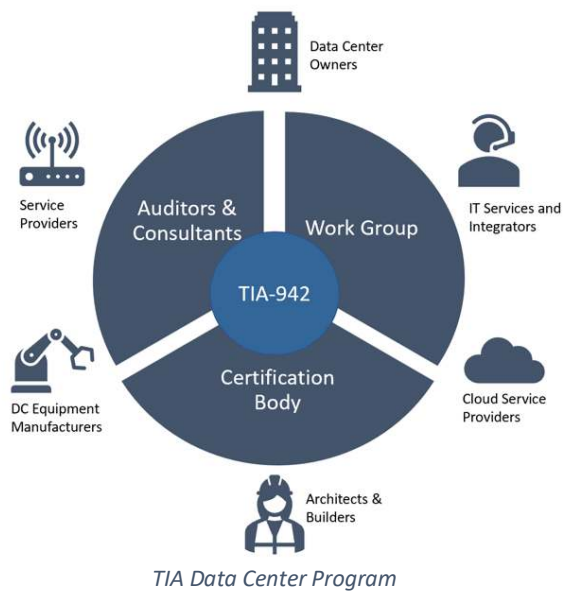 Data Center
Owners
Service
Providers
IT Services and
Integrators
Auditors &
Consultants
Work Group
TIA-942
Certification
Body
DC Equipment
Manufacturers
Cloud Service
Providers
Architects &
Builders
TIA Data Center Program